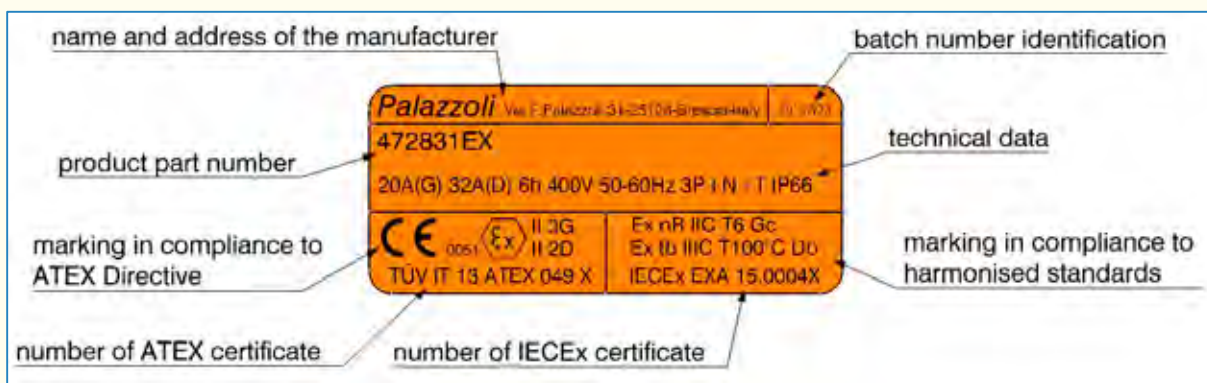 name and address of the manufacturer
batch number identification
Palazzoli
472831EX
technical data
product part number
20A(G) 32A(D) 6h 400V 50-60Hz 3P+N+T IP66
marking in compliance to
ATEX Directive
CE 0051 Ex II 3G
II 2D
TÜV IT 13 ATEX 049 X
Ex nR IIC T6 Gc
Ex tb IIIC T100°C Db
IECEx EXA 15.0004X
marking in compliance to
harmonised standards
number of ATEX certificate
number of IECEx certificate